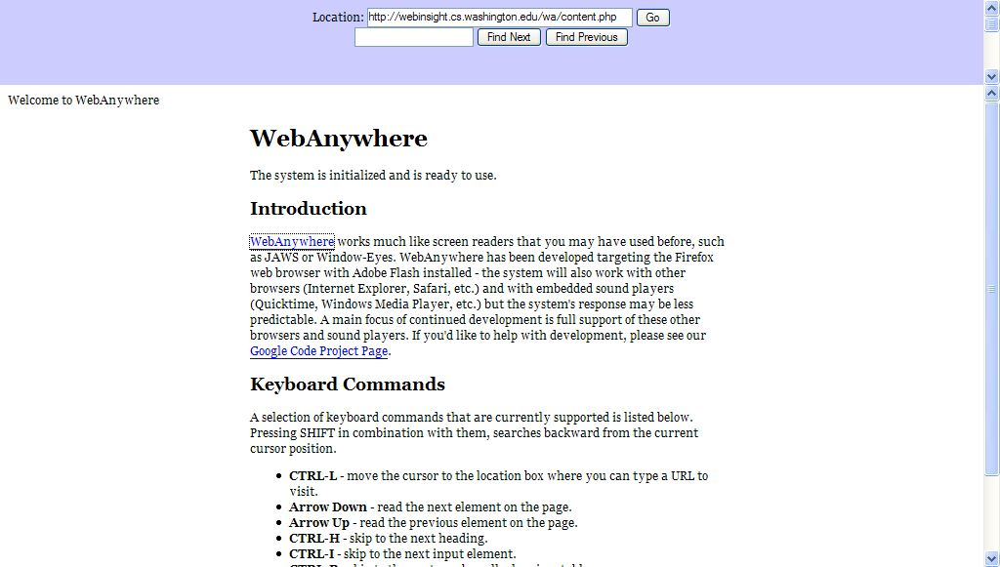 Location: http://webinsight.cs.washington.edu/wa/content.php Go
Find Next Find Previous
Welcome to WebAnywhere
WebAnywhere
The system is initialized and is ready to use.
Introduction
WebAnywhere works much like screen readers that you may have used before, such
as JAWS or Window-Eyes. WebAnywhere has been developed targeting the Firefox
web browser with Adobe Flash installed - the system will also work with other
browsers (Internet Explorer, Safari, etc.) and with embedded sound players
(Quicktime, Windows Media Player, etc.) but the system's response may be less
predictable. A main focus of continued development is full support of these other
browsers and sound players. If you'd like to help with development, please see our
Google Code Project Page.
Keyboard Commands
A selection of keyboard commands that are currently supported is listed below.
Pressing SHIFT in combination with them, searches backward from the current
cursor position.
• CTRL-L - move the cursor to the location box where you can type a URL to
visit.
• Arrow Down - read the next element on the page.
• Arrow Up - read the previous element on the page.
• CTRL-H - skip to the next heading.
• CTRL-I - skip to the next input element.